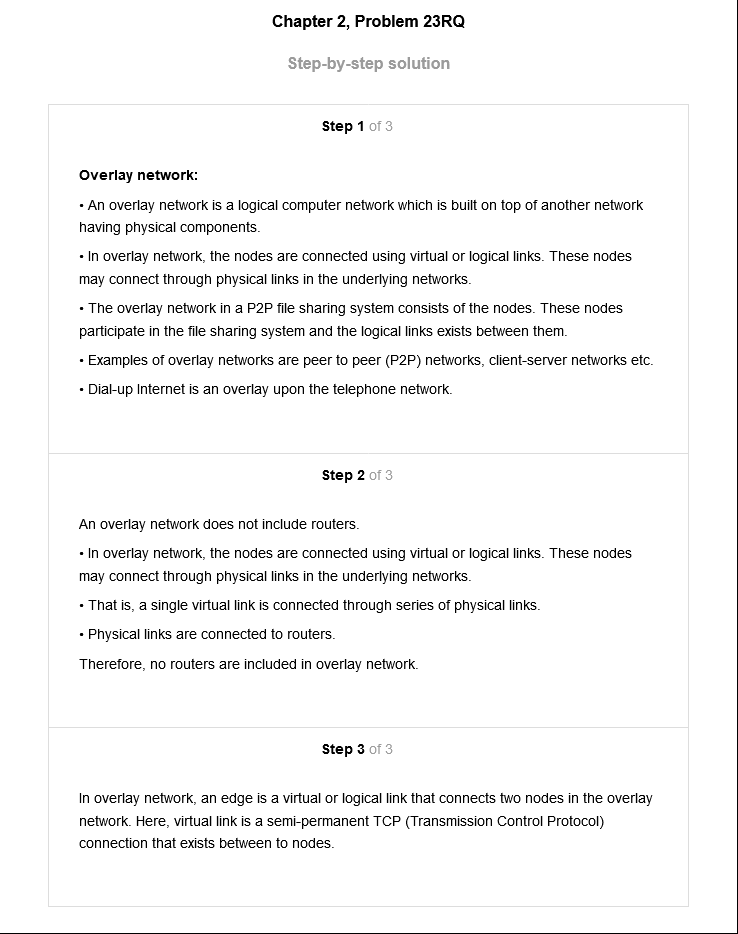 Chapter 2, Problem 23RQ
Step-by-step solution
Step 1 of 3
Overlay network:
• An overlay network is a logical computer network which is built on top of another network
having physical components.
• In overlay network, the nodes are connected using virtual or logical links. These nodes
may connect through physical links in the underlying networks.
• The overlay network in a P2P file sharing system consists of the nodes. These nodes
participate in the file sharing system and the logical links exists between them.
• Examples of overlay networks are peer to peer (P2P) networks, client-server networks etc.
• Dial-up Internet is an overlay upon the telephone network.
Step 2 of 3
An overlay network does not include routers.
• In overlay network, the nodes are connected using virtual or logical links. These nodes
may connect through physical links in the underlying networks.
• That is, a single virtual link is connected through series of physical links.
• Physical links are connected to routers.
Therefore, no routers are included in overlay network.
Step 3 of 3
In overlay network, an edge is a virtual or logical link that connects two nodes in the overlay
network. Here, virtual link is a semi-permanent TCP (Transmission Control Protocol)
connection that exists between to nodes.